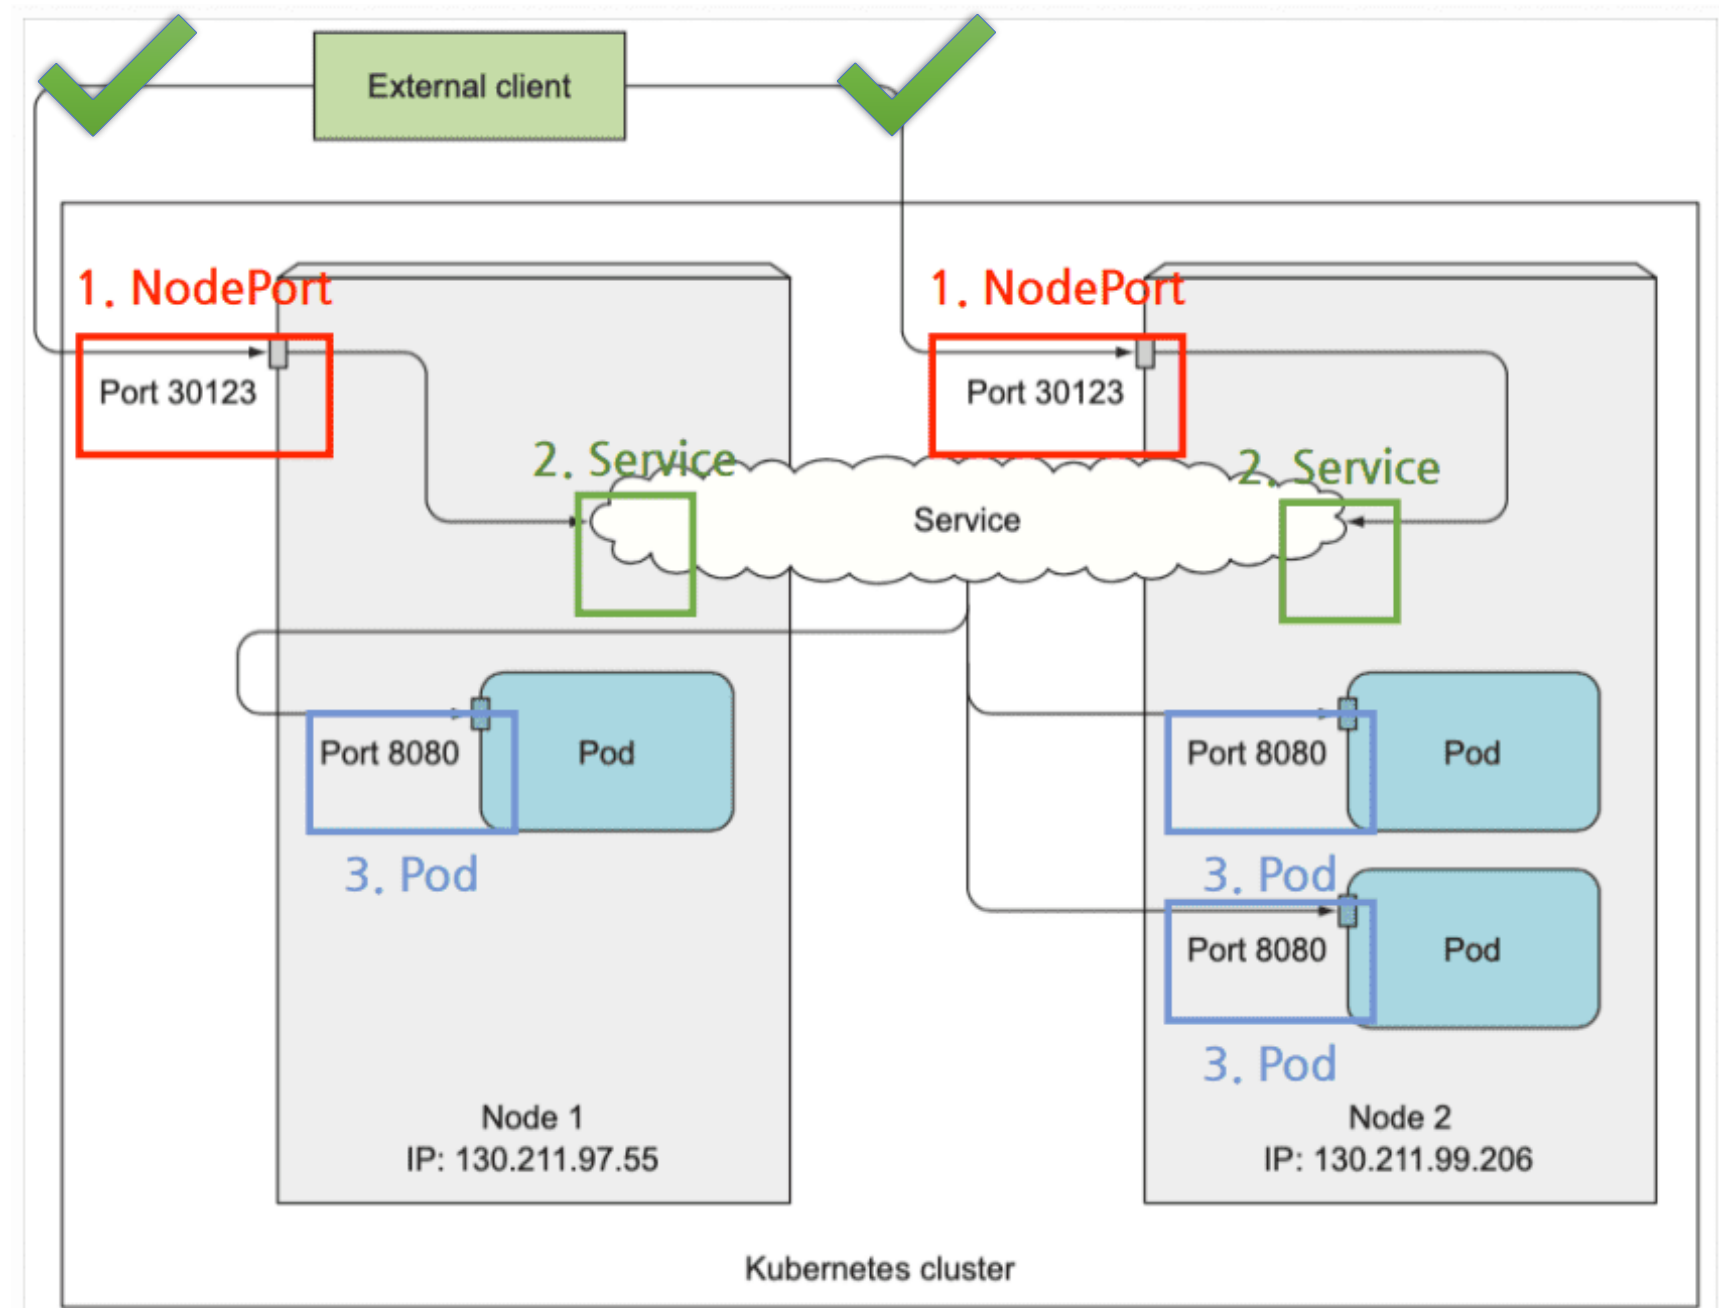 External client
1. NodePort
1. NodePort
Port 30123
Port 30123
2. Service
2. Service
Service
Port 8080
Pod
Port 8080
Pod
3. Pod
3. Pod
Port 8080
Pod
3. Pod
Node 1
IP: 130.211.97.55
Node 2
IP: 130.211.99.206
Kubernetes cluster